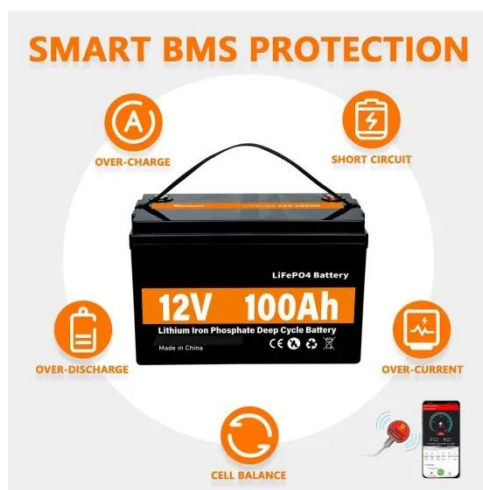 SMART BMS PROTECTION
OVER-CHARGE
SHORT CIRCUIT
LiFePO4 Battery
12V 100Ah
Lithium Iron Phosphate Deep Cycle Battery
Made in China
OVER-DISCHARGE
OVER-CURRENT
CELL BALANCE